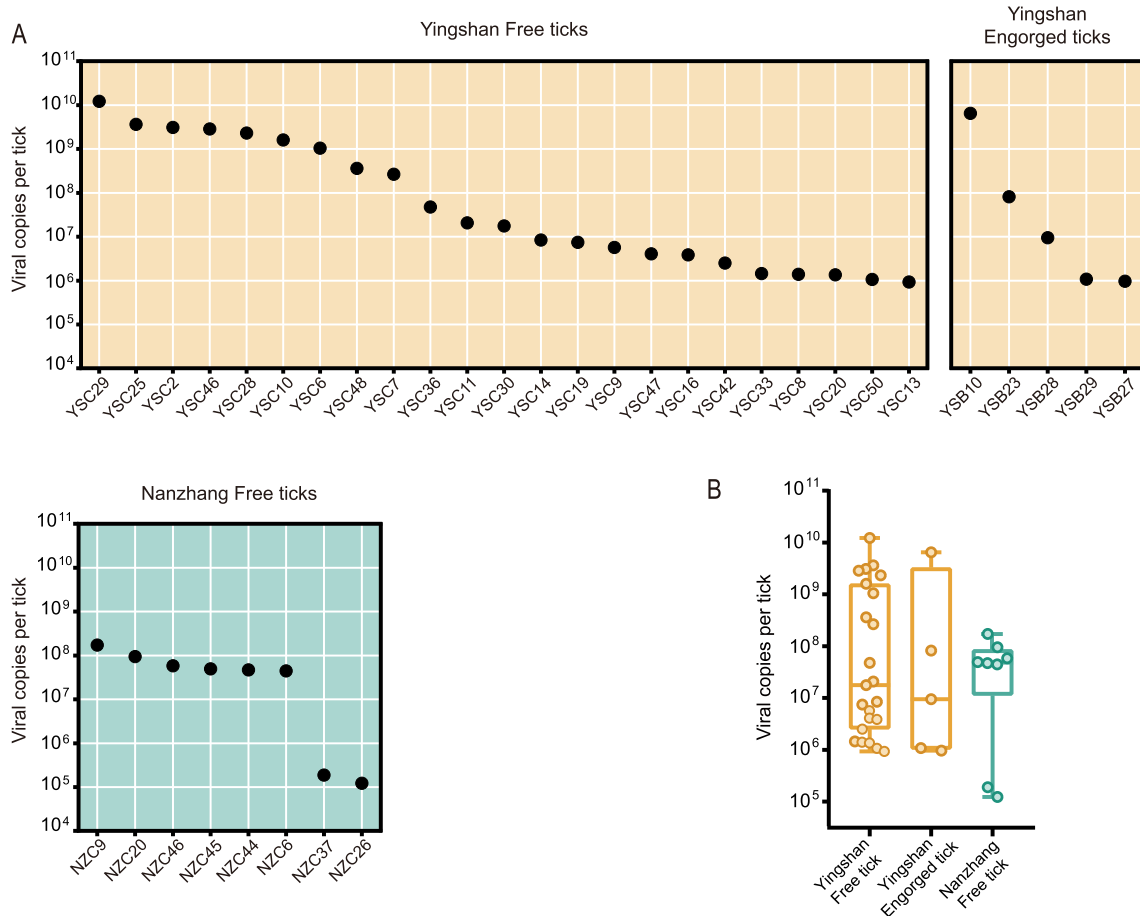 A
Yingshan Free ticks
Yingshan
Engorged ticks
Viral copies per tick
10^11
10^10
10^9
10^8
10^7
10^6
10^5
10^4
YSC29
YSC25
YSC2
YSC46
YSC28
YSC10
YSC6
YSC48
YSC7
YSC36
YSC11
YSC30
YSC14
YSC19
YSC9
YSC47
YSC16
YSC42
YSC33
YSC8
YSC20
YSC50
YSC13
YSB10
YSB23
YSB28
YSB29
YSB27
Nanzhang Free ticks
Viral copies per tick
10^11
10^10
10^9
10^8
10^7
10^6
10^5
10^4
NZC9
NZC20
NZC46
NZC45
NZC44
NZC6
NZC37
NZC26
B
Viral copies per tick
10^11
10^10
10^9
10^8
10^7
10^6
10^5
Yingshan
Free tick
Yingshan
Engorged tick
Nanzhang
Free tick